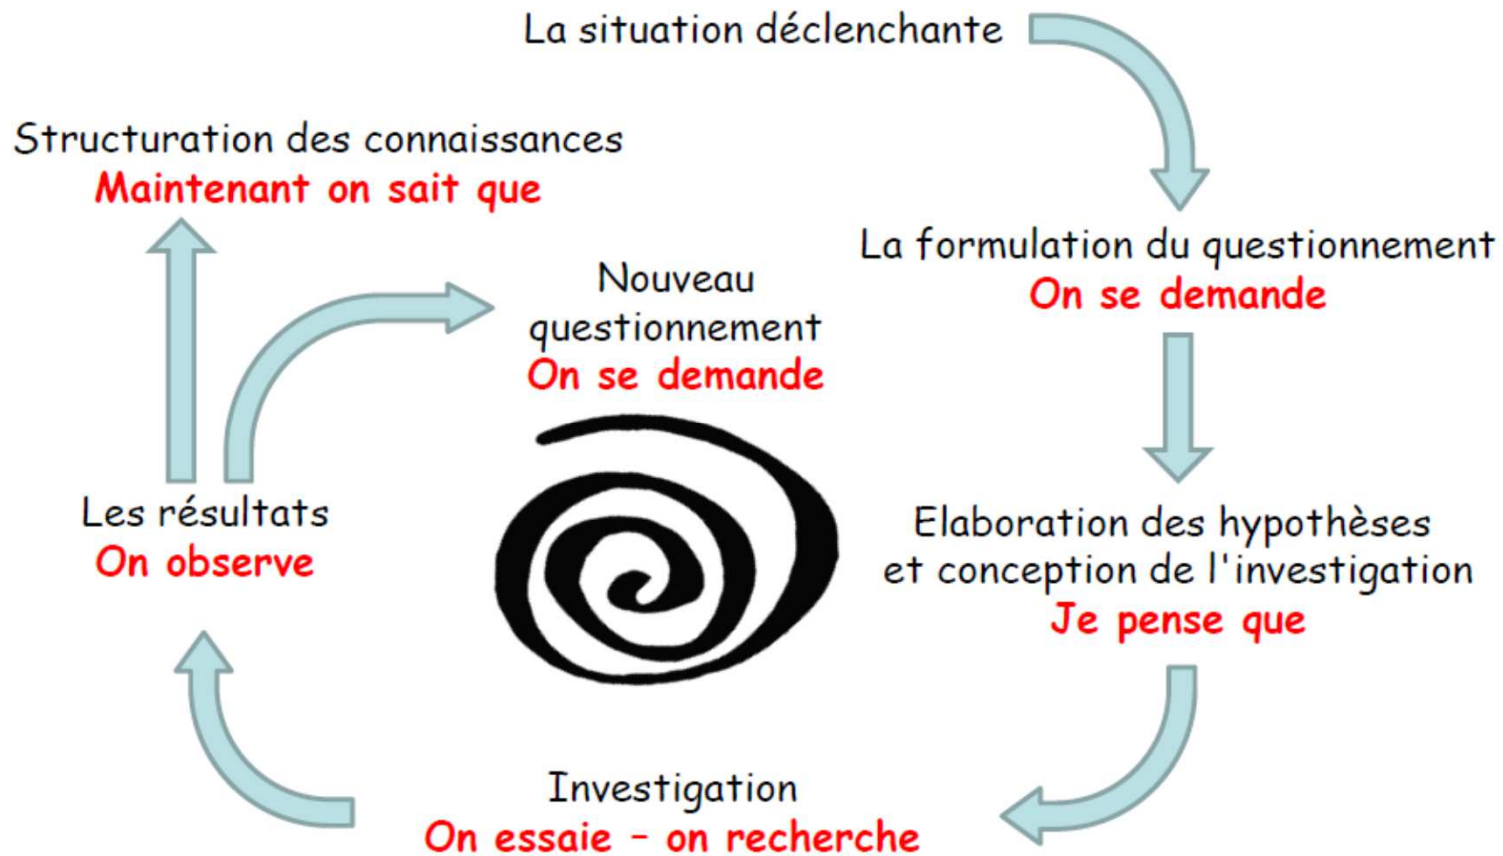 La situation déclenchante
Structuration des connaissances
Maintenant on sait que
La formulation du questionnement
On se demande
Nouveau
questionnement
On se demande
Les résultats
On observe
Elaboration des hypothèses
et conception de l'investigation
Je pense que
Investigation
On essaie - on recherche